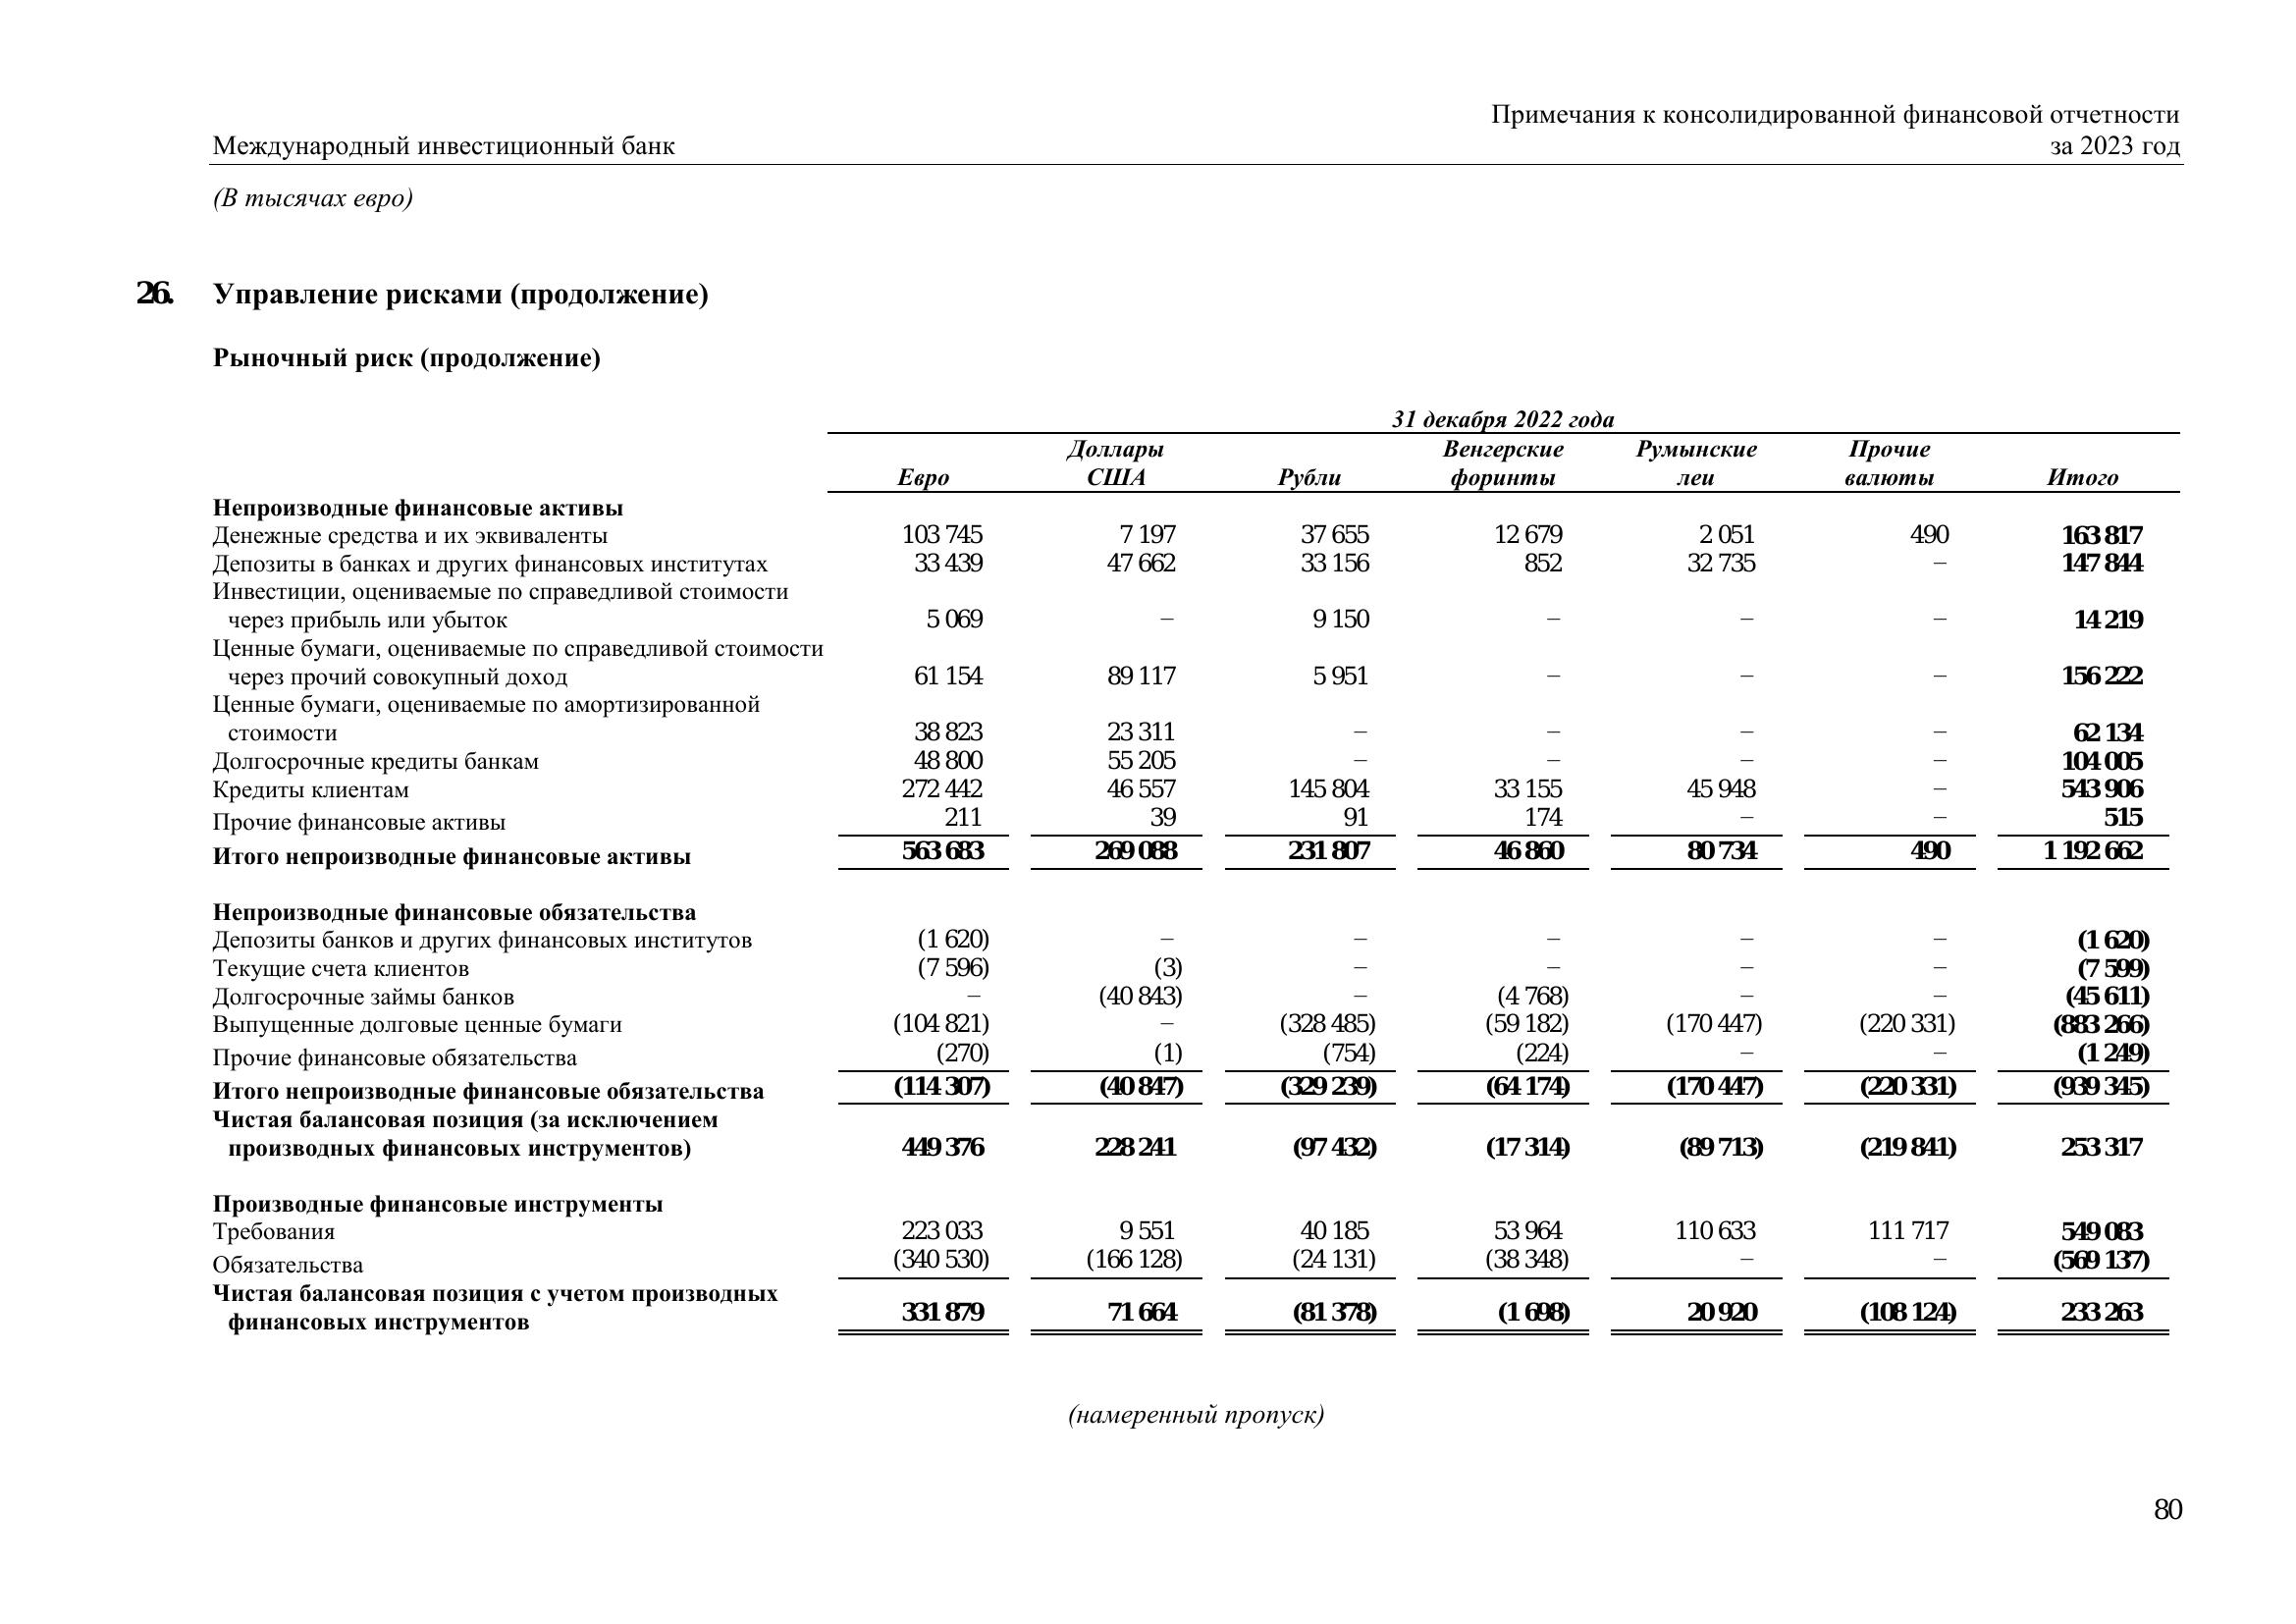 Примечания к консолидированной финансовой отчетности
Международный инвестиционный банк за 2023 год
(В тысячах евро)
26. Управление рисками (продолжение)
Рыночный риск (продолжение)
31 декабря 2022 года
Доллары Венгерские Румынские Прочие
Евро США Рубли форинты леи валюты Итого
Непроизводные финансовые активы
Денежные средства и их эквиваленты 103 745 7 197 37 655 12 679 2 051 490 163 817
Депозиты в банках и других финансовых институтах 33 439 47 662 33 156 852 32 735 – 147 844
Инвестиции, оцениваемые по справедливой стоимости
через прибыль или убыток 5 069 – 9 150 – – – 14 219
Ценные бумаги, оцениваемые по справедливой стоимости
через прочий совокупный доход 61 154 89 117 5 951 – – – 156 222
Ценные бумаги, оцениваемые по амортизированной
стоимости 38 823 23 311 – – – – 62 134
Долгосрочные кредиты банкам 48 800 55 205 – – – – 104 005
Кредиты клиентам 272 442 46 557 145 804 33 155 45 948 – 543 906
Прочие финансовые активы 211 39 91 174 – – 515
Итого непроизводные финансовые активы 563 683 269 088 231 807 46 860 80 734 490 1 192 662
Непроизводные финансовые обязательства
Депозиты банков и других финансовых институтов (1 620) – – – – – (1 620)
Текущие счета клиентов (7 596) (3) – – – – (7 599)
Долгосрочные займы банков – (40 843) – (4 768) – – (45 611)
Выпущенные долговые ценные бумаги (104 821) – (328 485) (59 182) (170 447) (220 331) (883 266)
Прочие финансовые обязательства (270) (1) (754) (224) – – (1 249)
Итого непроизводные финансовые обязательства (114 307) (40 847) (329 239) (64 174) (170 447) (220 331) (939 345)
Чистая балансовая позиция (за исключением
производных финансовых инструментов) 449 376 228 241 (97 432) (17 314) (89 713) (219 841) 253 317
Производные финансовые инструменты
Требования 223 033 9 551 40 185 53 964 110 633 111 717 549 083
Обязательства (340 530) (166 128) (24 131) (38 348) – – (569 137)
Чистая балансовая позиция с учетом производных
финансовых инструментов 331 879 71 664 (81 378) (1 698) 20 920 (108 124) 233 263
(намеренный пропуск)
80